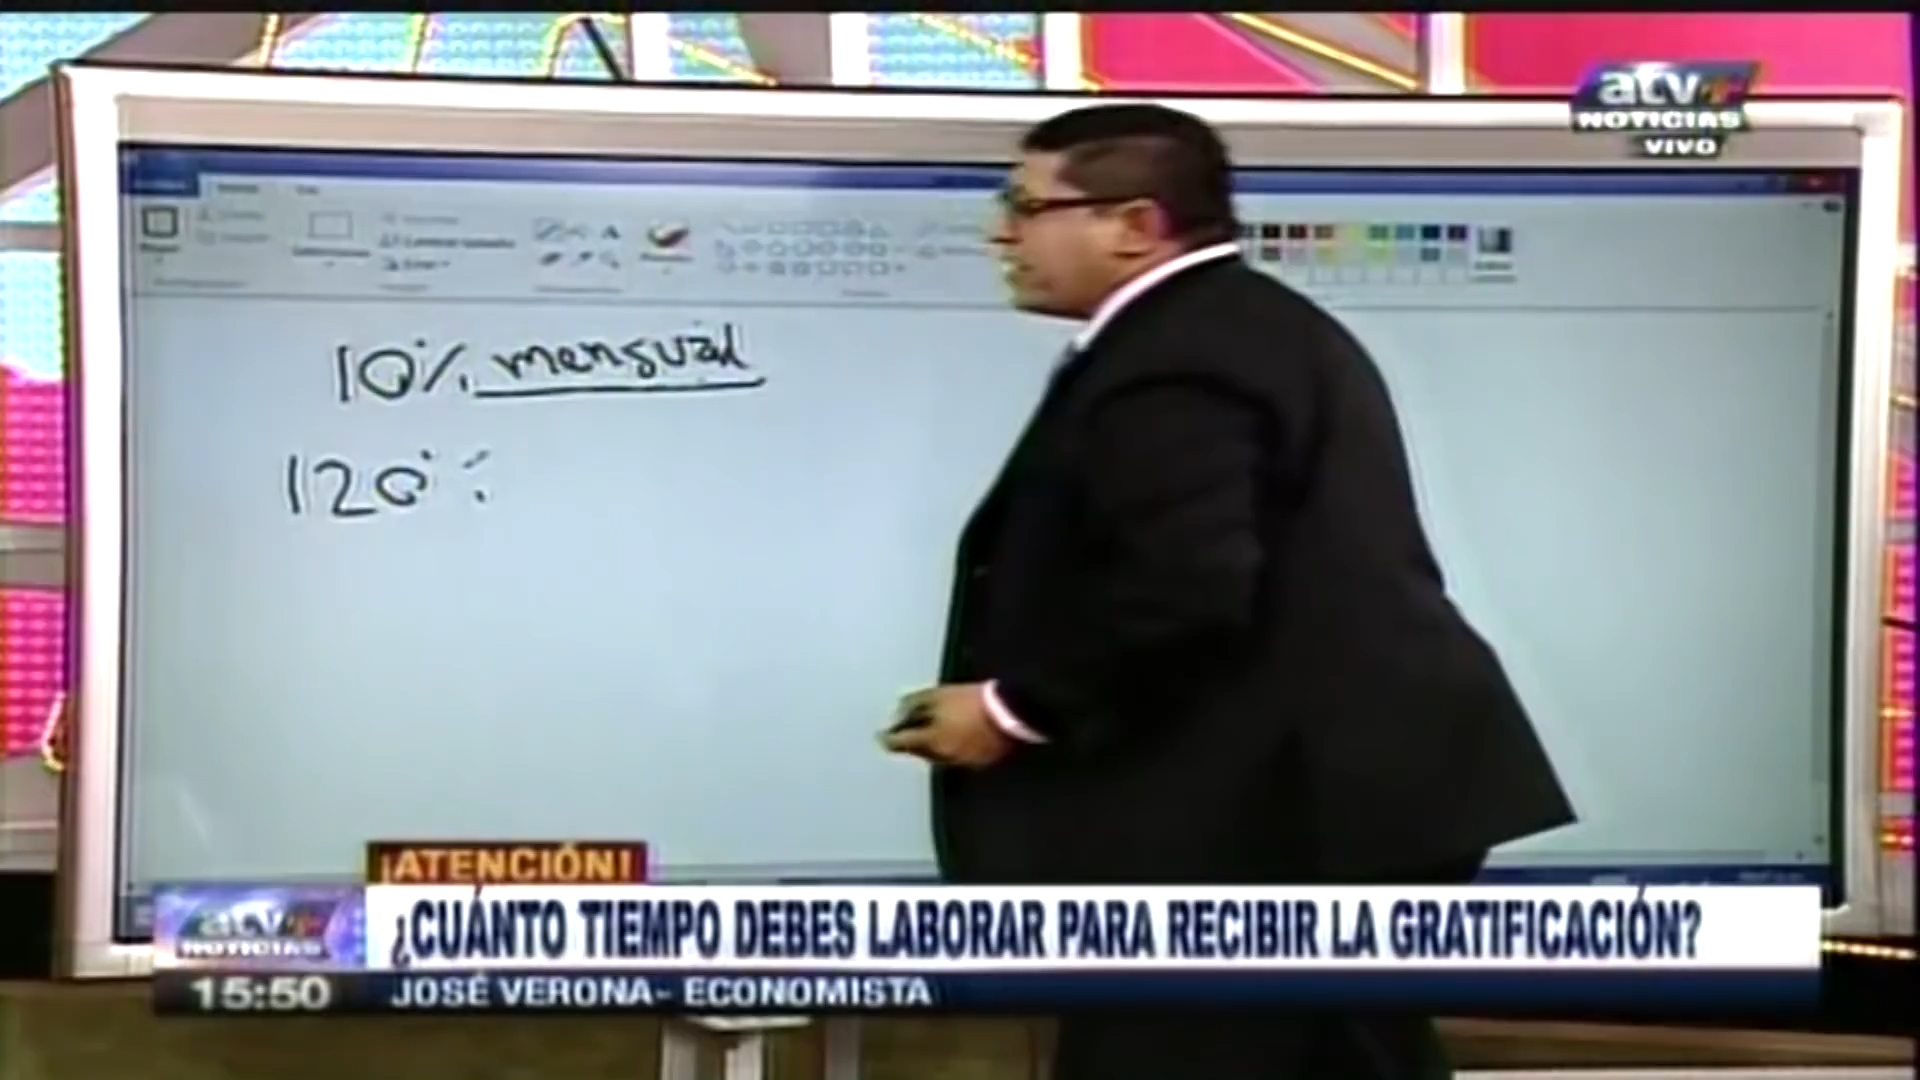 atv+
NOTICIAS
VIVO
10% mensual
120%
¡ATENCIÓN!
atv+
NOTICIAS
¿CUÁNTO TIEMPO DEBES LABORAR PARA RECIBIR LA GRATIFICACIÓN?
15:50
JOSÉ VERONA- ECONOMISTA